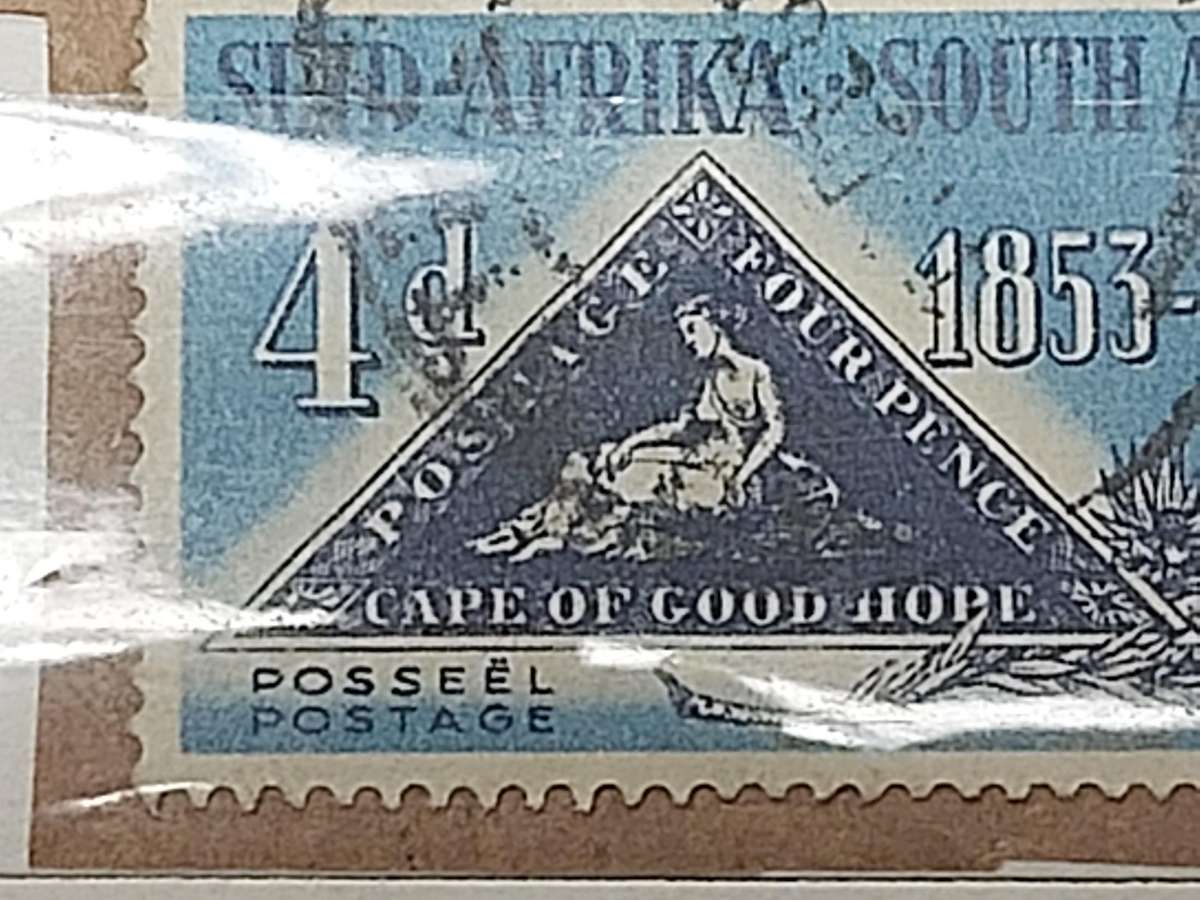 SUID-AFRIKA · SOUTH A
4d
1853-
POSTAGE
FOUR PENCE
CAPE OF GOOD HOPE
POSSEËL
POSTAGE